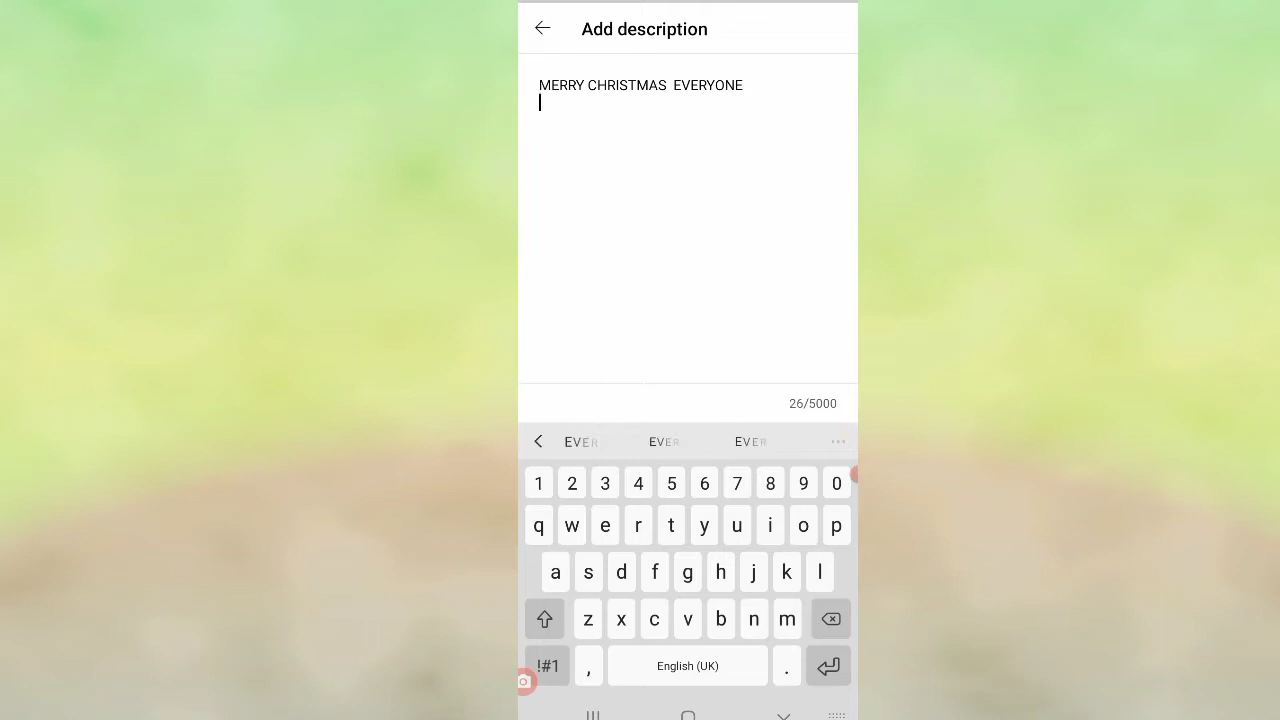 Add description
MERRY CHRISTMAS  EVERYONE
26/5000
EVER EVER EVER
1 2 3 4 5 6 7 8 9 0
q w e r t y u i o p
a s d f g h j k l
z x c v b n m
!#1 , English (UK) .